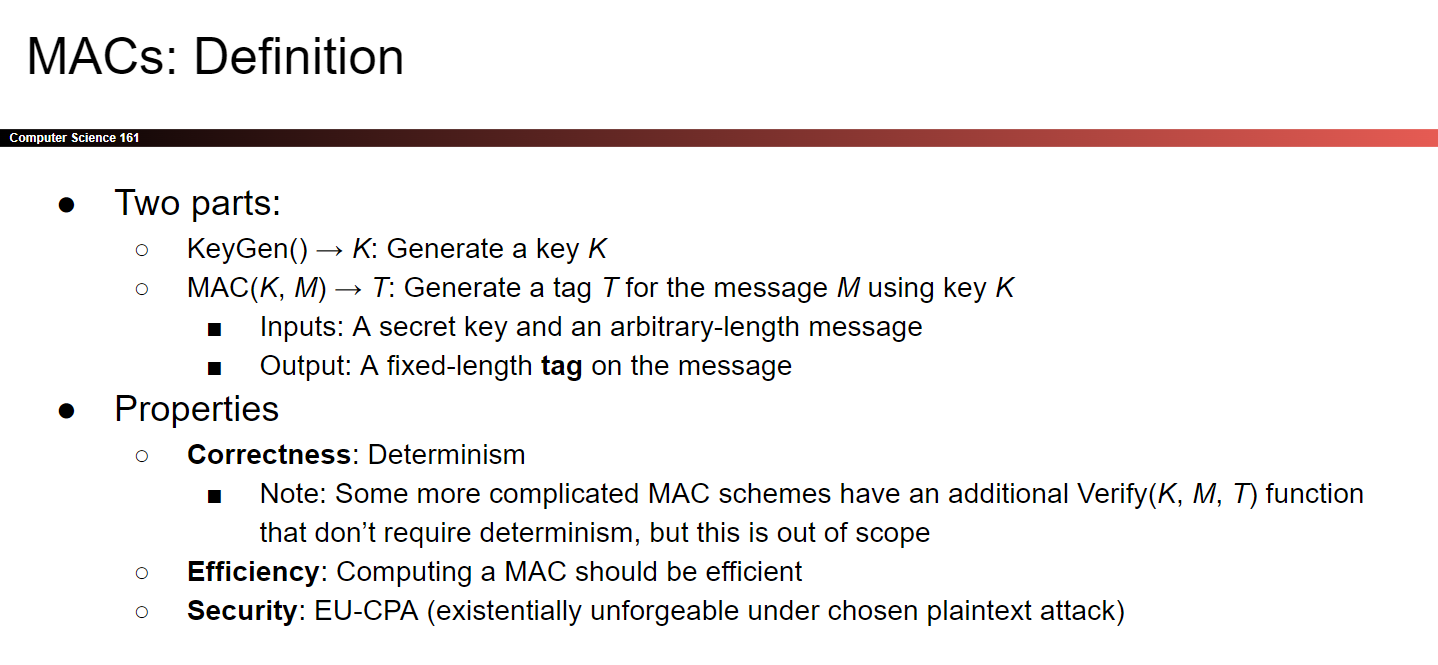 MACs: Definition
Computer Science 161
● Two parts:
○ KeyGen() → K: Generate a key K
○ MAC(K, M) → T: Generate a tag T for the message M using key K
■ Inputs: A secret key and an arbitrary-length message
■ Output: A fixed-length tag on the message
● Properties
○ Correctness: Determinism
■ Note: Some more complicated MAC schemes have an additional Verify(K, M, T) function
that don’t require determinism, but this is out of scope
○ Efficiency: Computing a MAC should be efficient
○ Security: EU-CPA (existentially unforgeable under chosen plaintext attack)